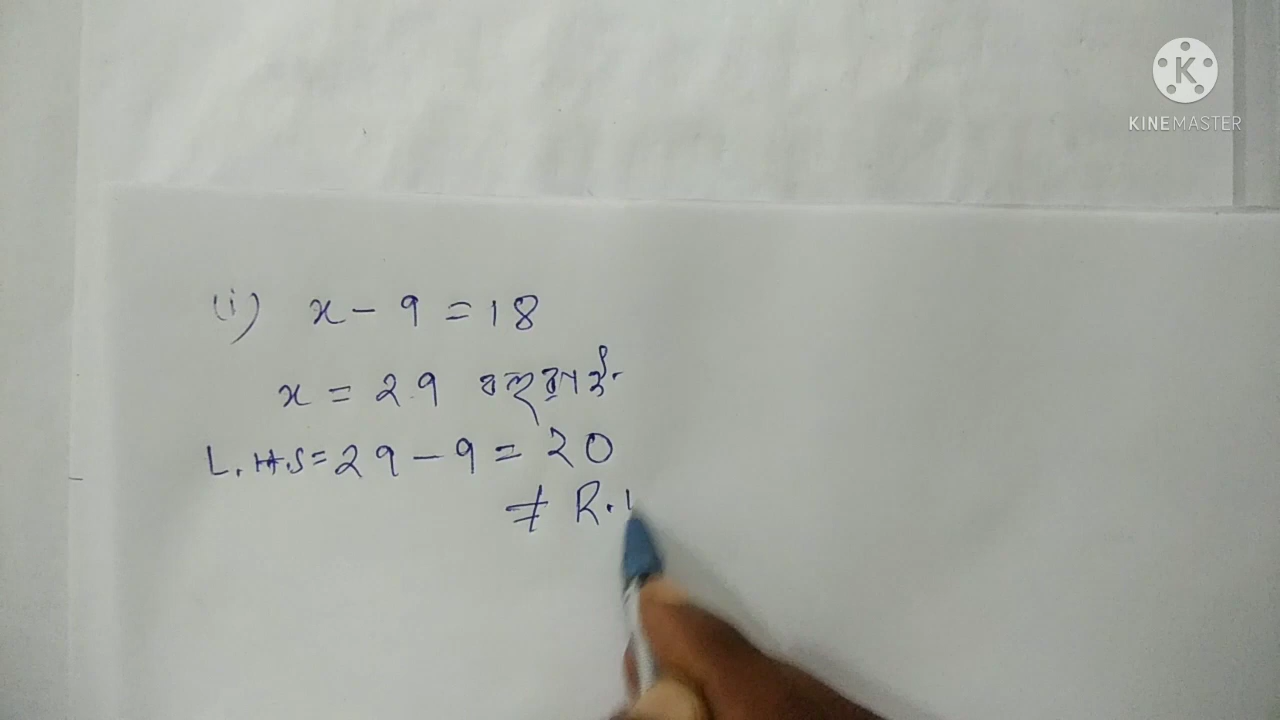 KINEMASTER
(i) x - 9 = 18
x = 29
L.H.S = 29 - 9 = 20
≠ R.